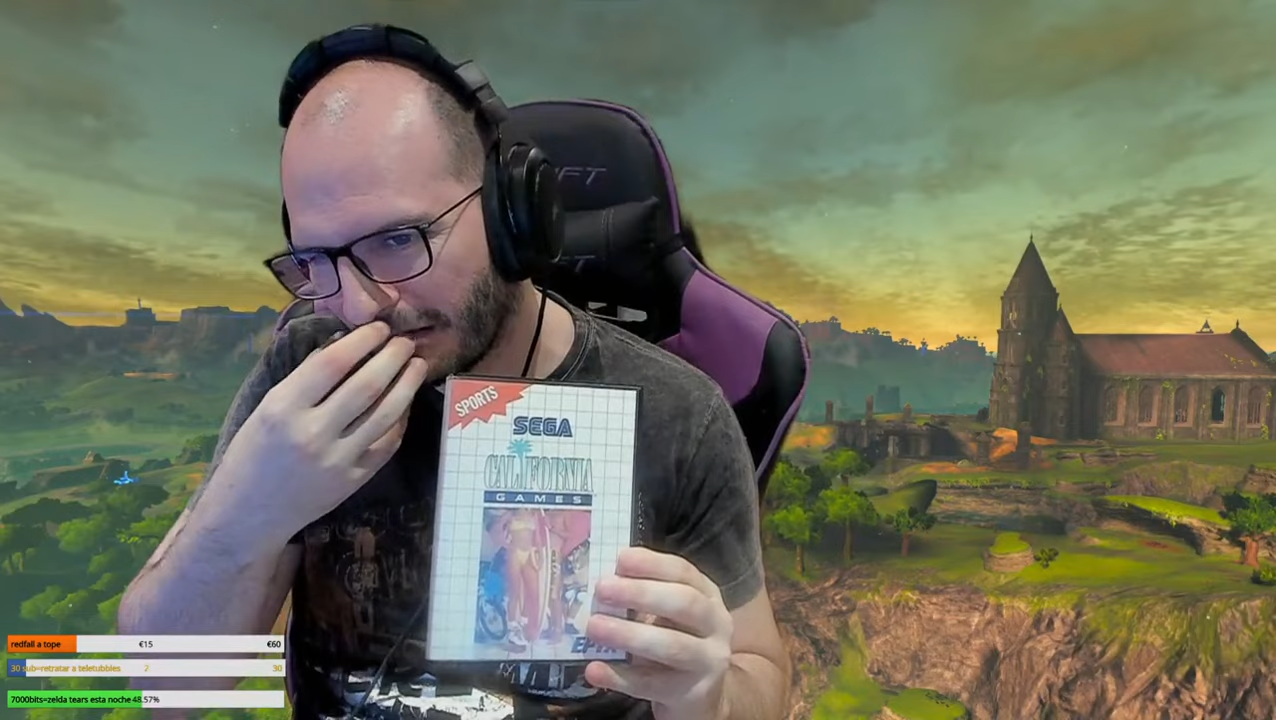 SPORTS
SEGA
CALIFORNIA
GAMES
EPYX
redfall a tope €15 €60
30 sub=retratar a teletubbies 2 30
7000bits=zelda tears esta noche 48.57%